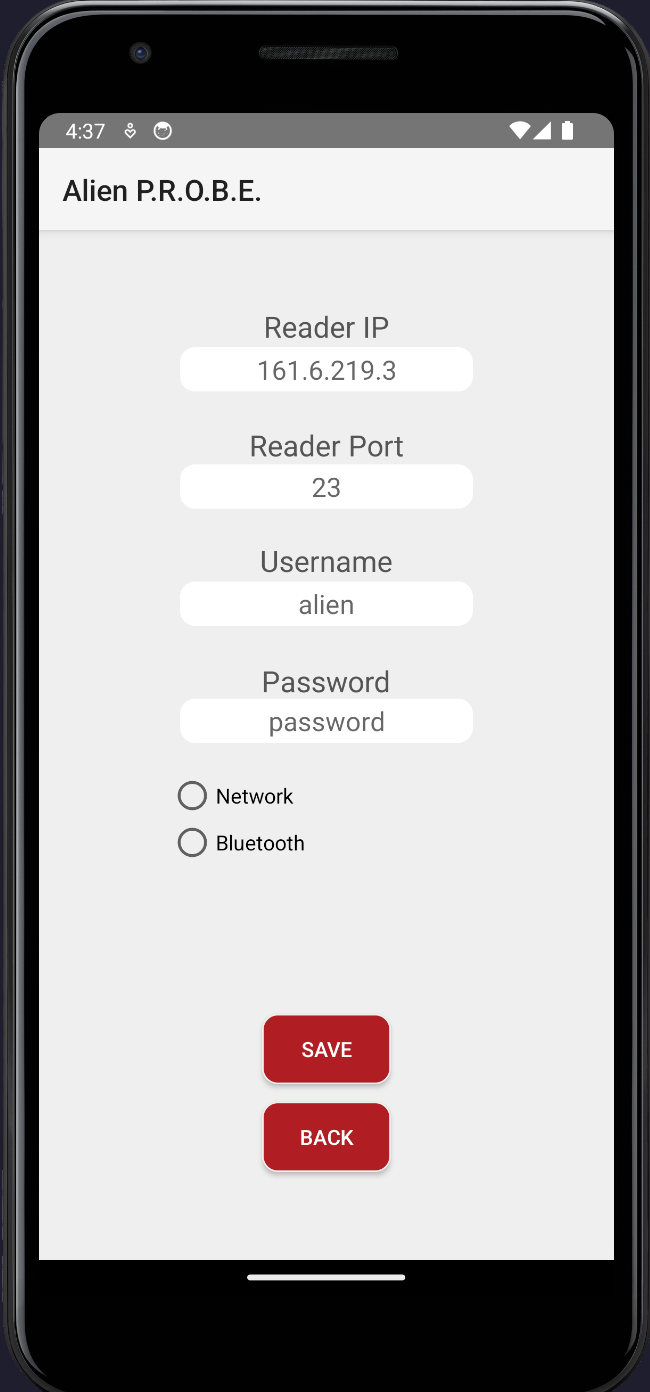 4:37
Alien P.R.O.B.E.
Reader IP
161.6.219.3
Reader Port
23
Username
alien
Password
password
Network
Bluetooth
SAVE
BACK